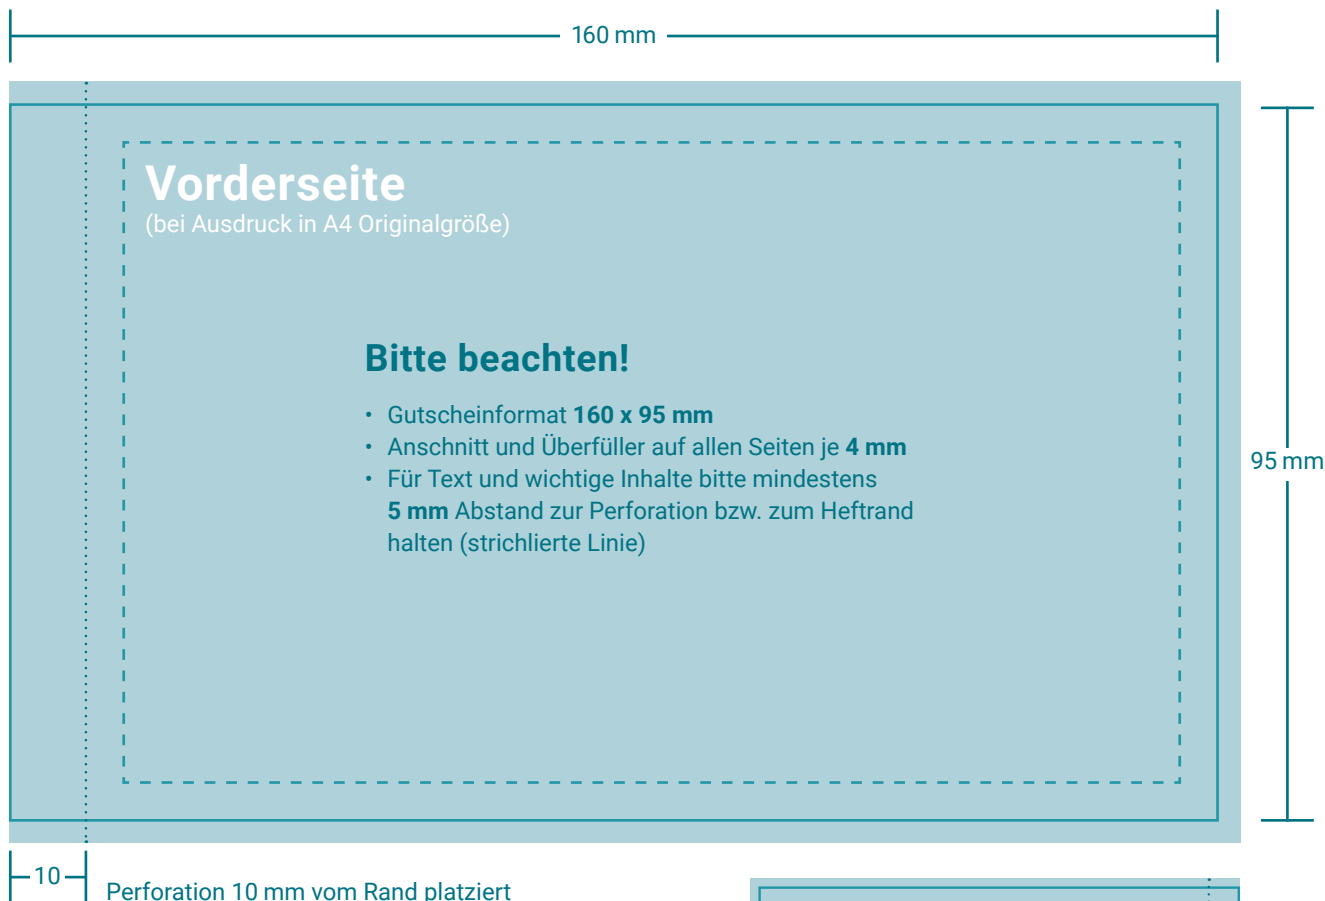 160 mm
Vorderseite
(bei Ausdruck in A4 Originalgröße)
Bitte beachten!
• Gutscheinformat 160 x 95 mm
• Anschnitt und Überfüller auf allen Seiten je 4 mm
• Für Text und wichtige Inhalte bitte mindestens
5 mm Abstand zur Perforation bzw. zum Heftrand
halten (strichlierte Linie)
95 mm
10
Perforation 10 mm vom Rand platziert